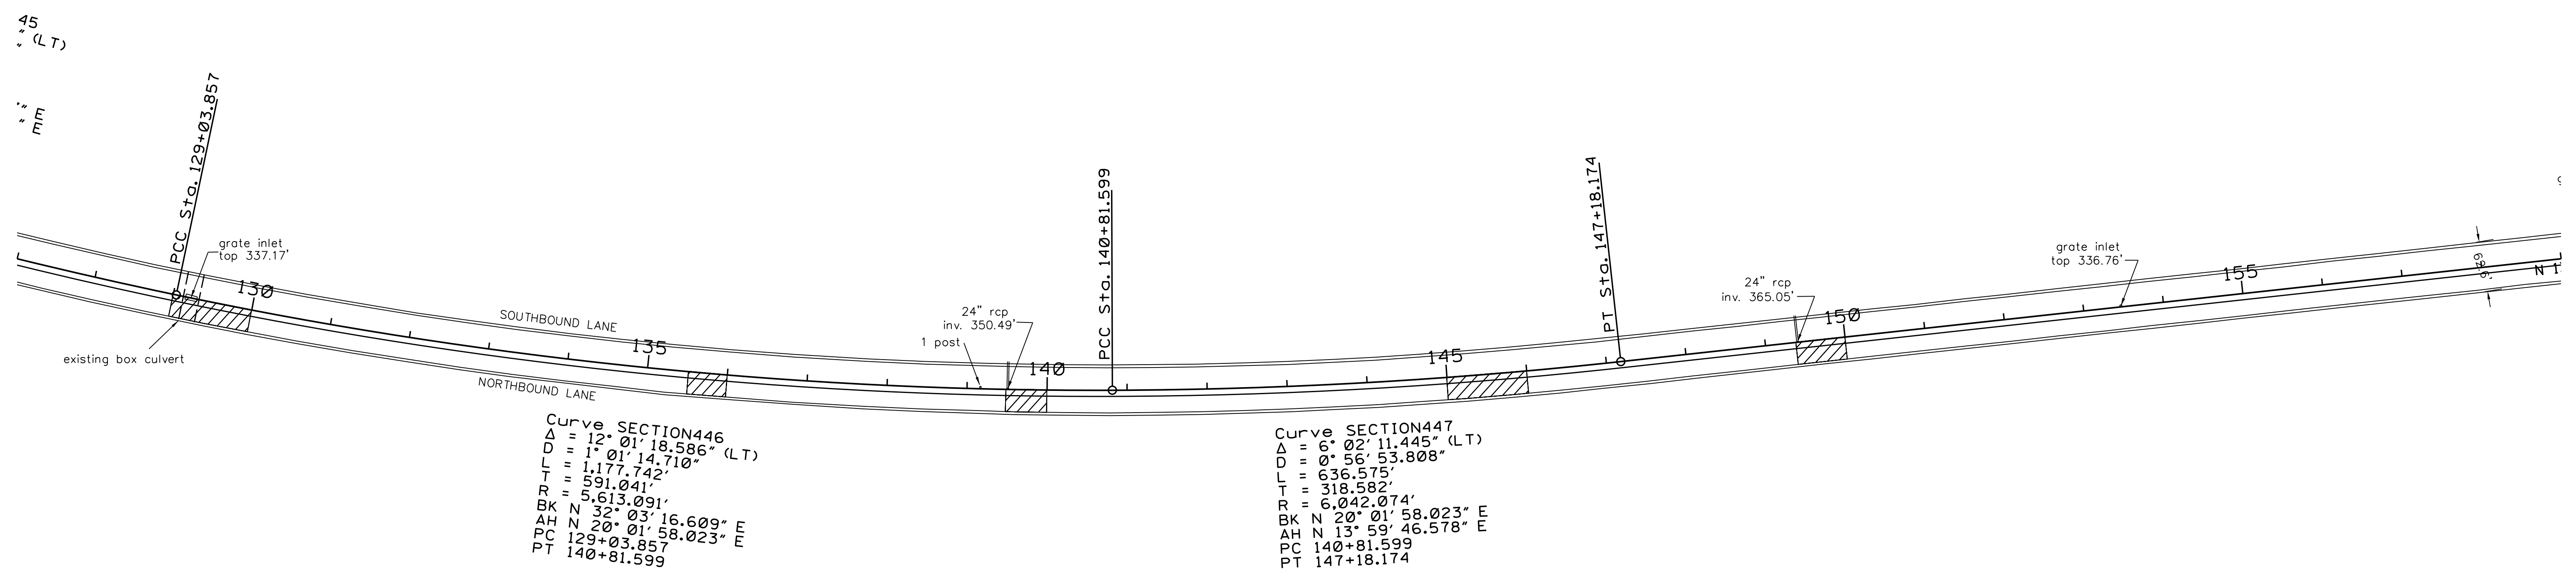 45
" (LT)
"
" E
" E
PCC Sta. 129+03.857
grate inlet
top 337.17'
130
existing box culvert
SOUTHBOUND LANE
NORTHBOUND LANE
135
24" rcp
inv. 350.49'
1 post
140
PCC Sta. 140+81.599
145
PT Sta. 147+18.174
24" rcp
inv. 365.05'
150
grate inlet
top 336.76'
155
N 1
Curve SECTION446
Δ = 12° 01' 18.586" (LT)
D = 1° 01' 14.710"
L = 1,177.742'
T = 591.041'
R = 5,613.091'
BK N 32° 03' 16.609" E
AH N 20° 01' 58.023" E
PC 129+03.857
PT 140+81.599
Curve SECTION447
Δ = 6° 02' 11.445" (LT)
D = 0° 56' 53.808"
L = 636.575'
T = 318.582'
R = 6,042.074'
BK N 20° 01' 58.023" E
AH N 13° 59' 46.578" E
PC 140+81.599
PT 147+18.174